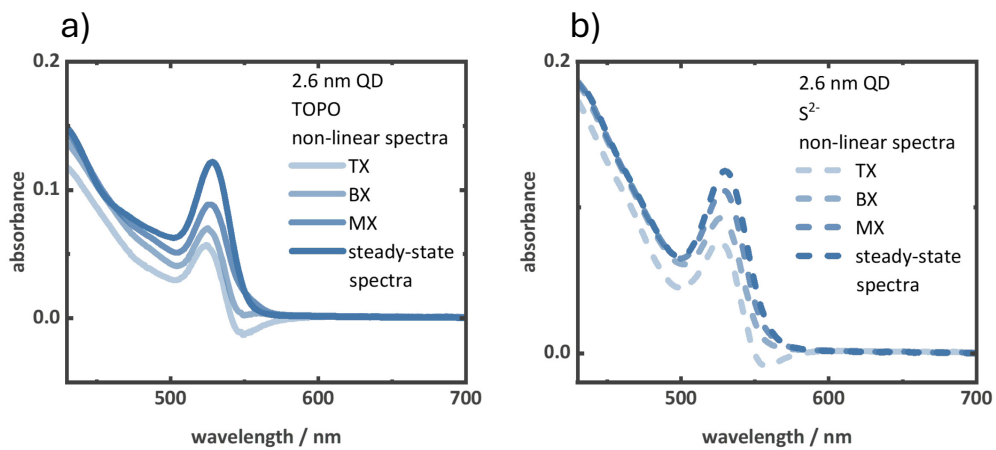 a)
0.2
0.1
0.0
absorbance
500
600
700
wavelength / nm
2.6 nm QD
TOPO
non-linear spectra
TX
BX
MX
steady-state
spectra
b)
0.2
0.0
absorbance
500
600
700
wavelength / nm
2.6 nm QD
S²⁻
non-linear spectra
TX
BX
MX
steady-state
spectra